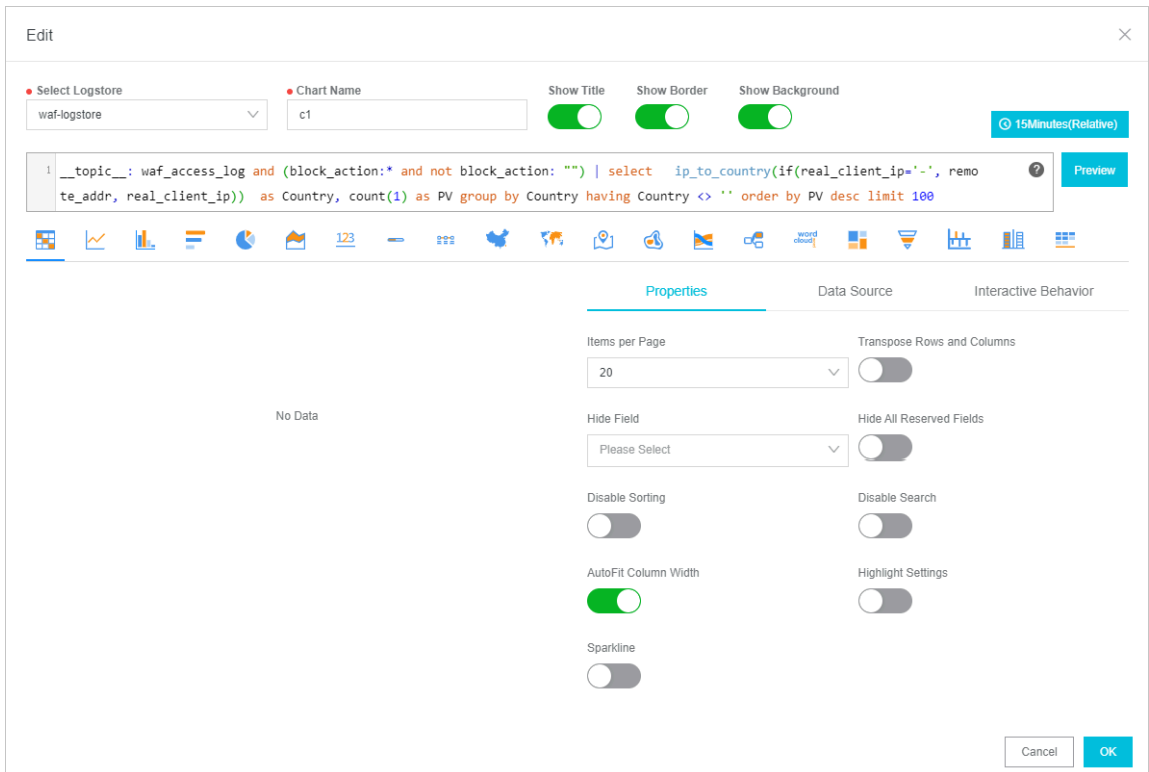 Edit
Select Logstore
Chart Name
Show Title
Show Border
Show Background
waf-logstore
c1
15Minutes(Relative)
1 __topic__: waf_access_log and (block_action:* and not block_action: "") | select   ip_to_country(if(real_client_ip='-', remo
te_addr, real_client_ip))  as Country, count(1) as PV group by Country having Country <> '' order by PV desc limit 100
?
Preview
123
word
cloud
Properties
Data Source
Interactive Behavior
Items per Page
Transpose Rows and Columns
20
No Data
Hide Field
Hide All Reserved Fields
Please Select
Disable Sorting
Disable Search
AutoFit Column Width
Highlight Settings
Sparkline
Cancel
OK